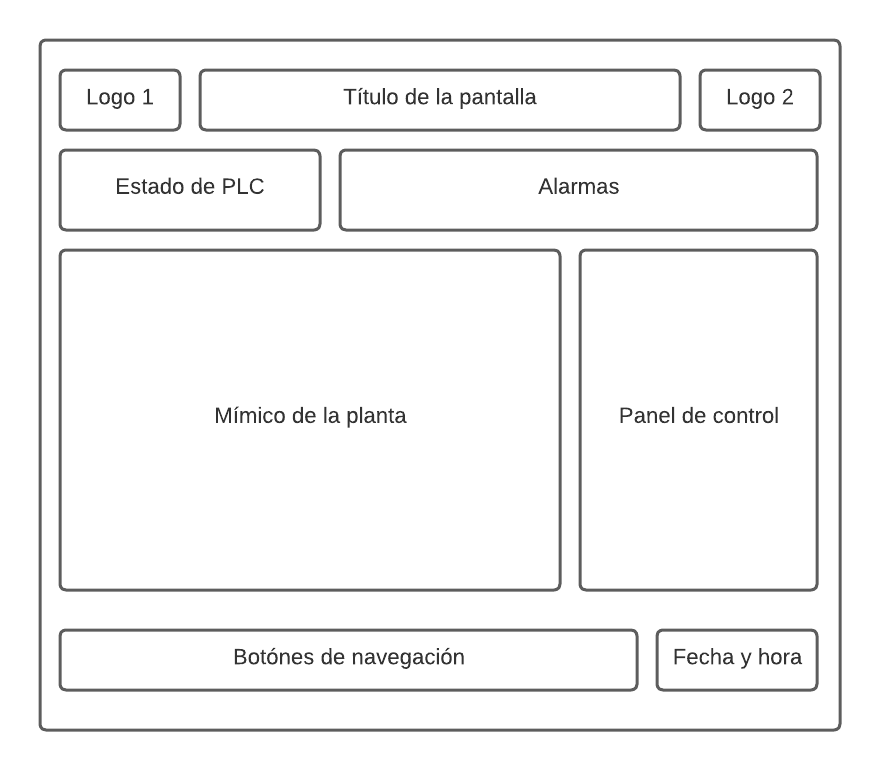 Logo 1
Título de la pantalla
Logo 2
Estado de PLC
Alarmas
Mímico de la planta
Panel de control
Botónes de navegación
Fecha y hora